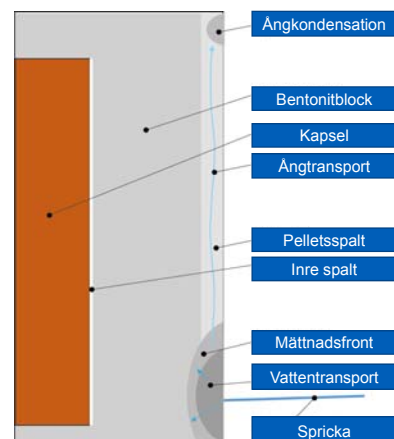 Ångkondensation
Bentonitblock
Kapsel
Ångtransport
Pelletsspalt
Inre spalt
Mättnadsfront
Vattentransport
Spricka